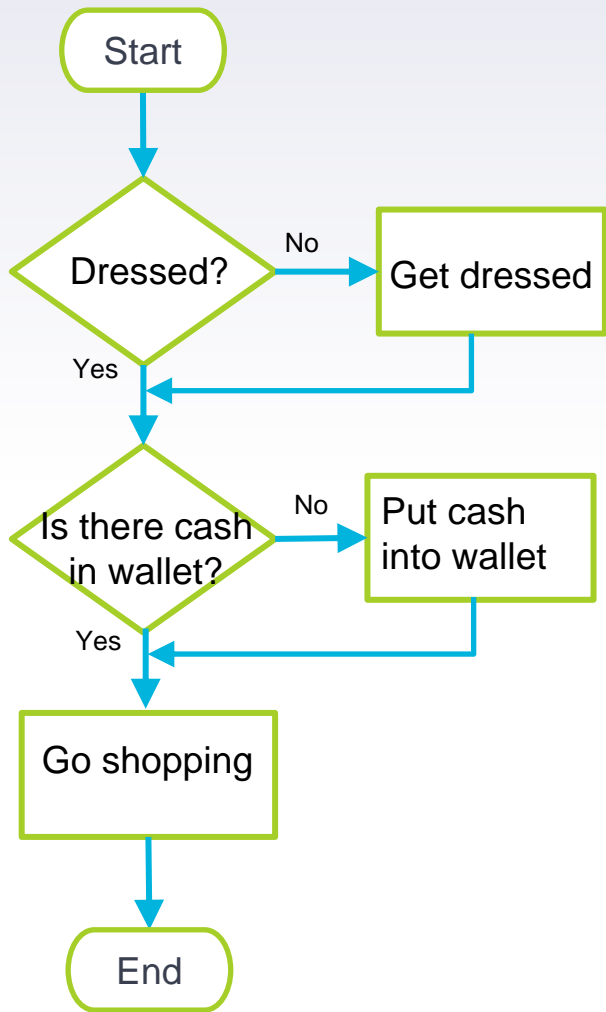 Start
Dressed?
No
Get dressed
Yes
Is there cash
in wallet?
No
Put cash
into wallet
Yes
Go shopping
End